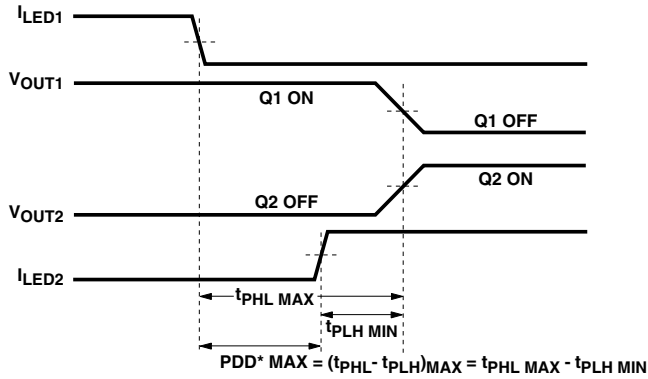 ILED1
VOUT1
Q1 ON
Q1 OFF
Q2 ON
Q2 OFF
VOUT2
ILED2
tPHL MAX
tPLH MIN
PDD* MAX = (tPHL- tPLH)MAX = tPHL MAX - tPLH MIN